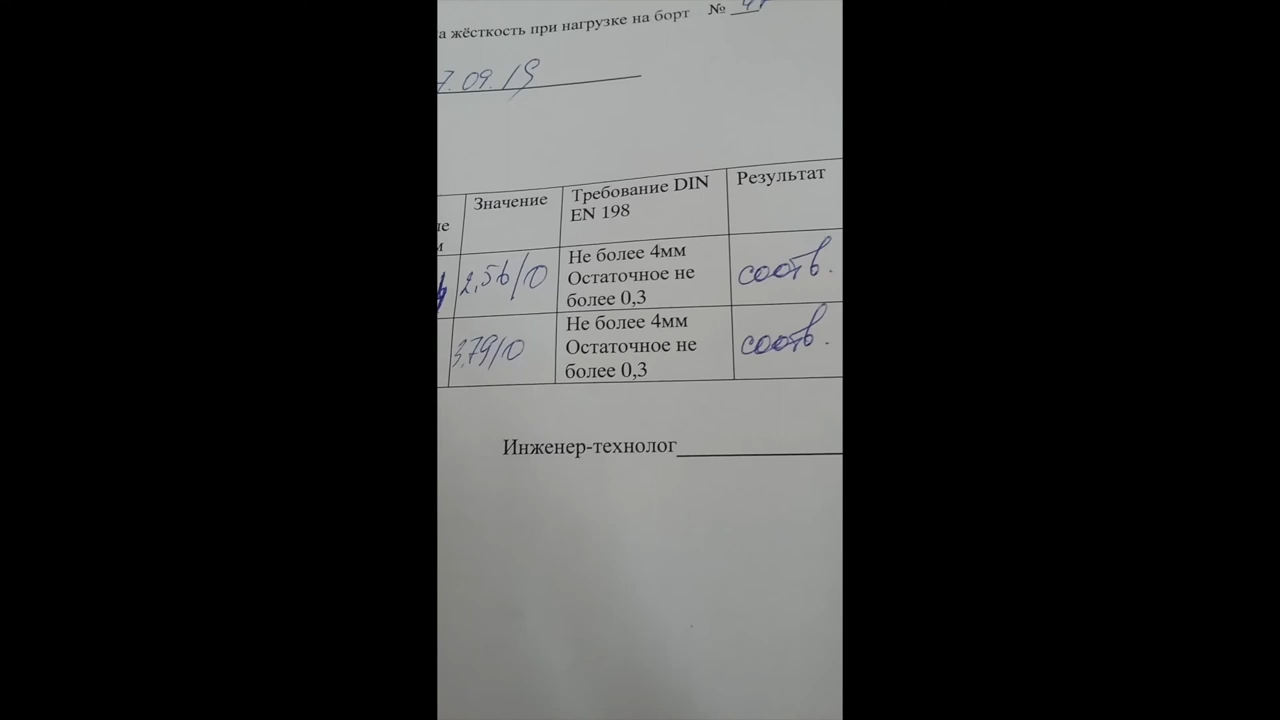 а жёсткость при нагрузке на борт №
7.09.19
Значение
Требование DIN
EN 198
Результат
2,56/0
Не более 4мм
Остаточное не
более 0,3
соотв.
3,79/0
Не более 4мм
Остаточное не
более 0,3
соотв.
Инженер-технолог